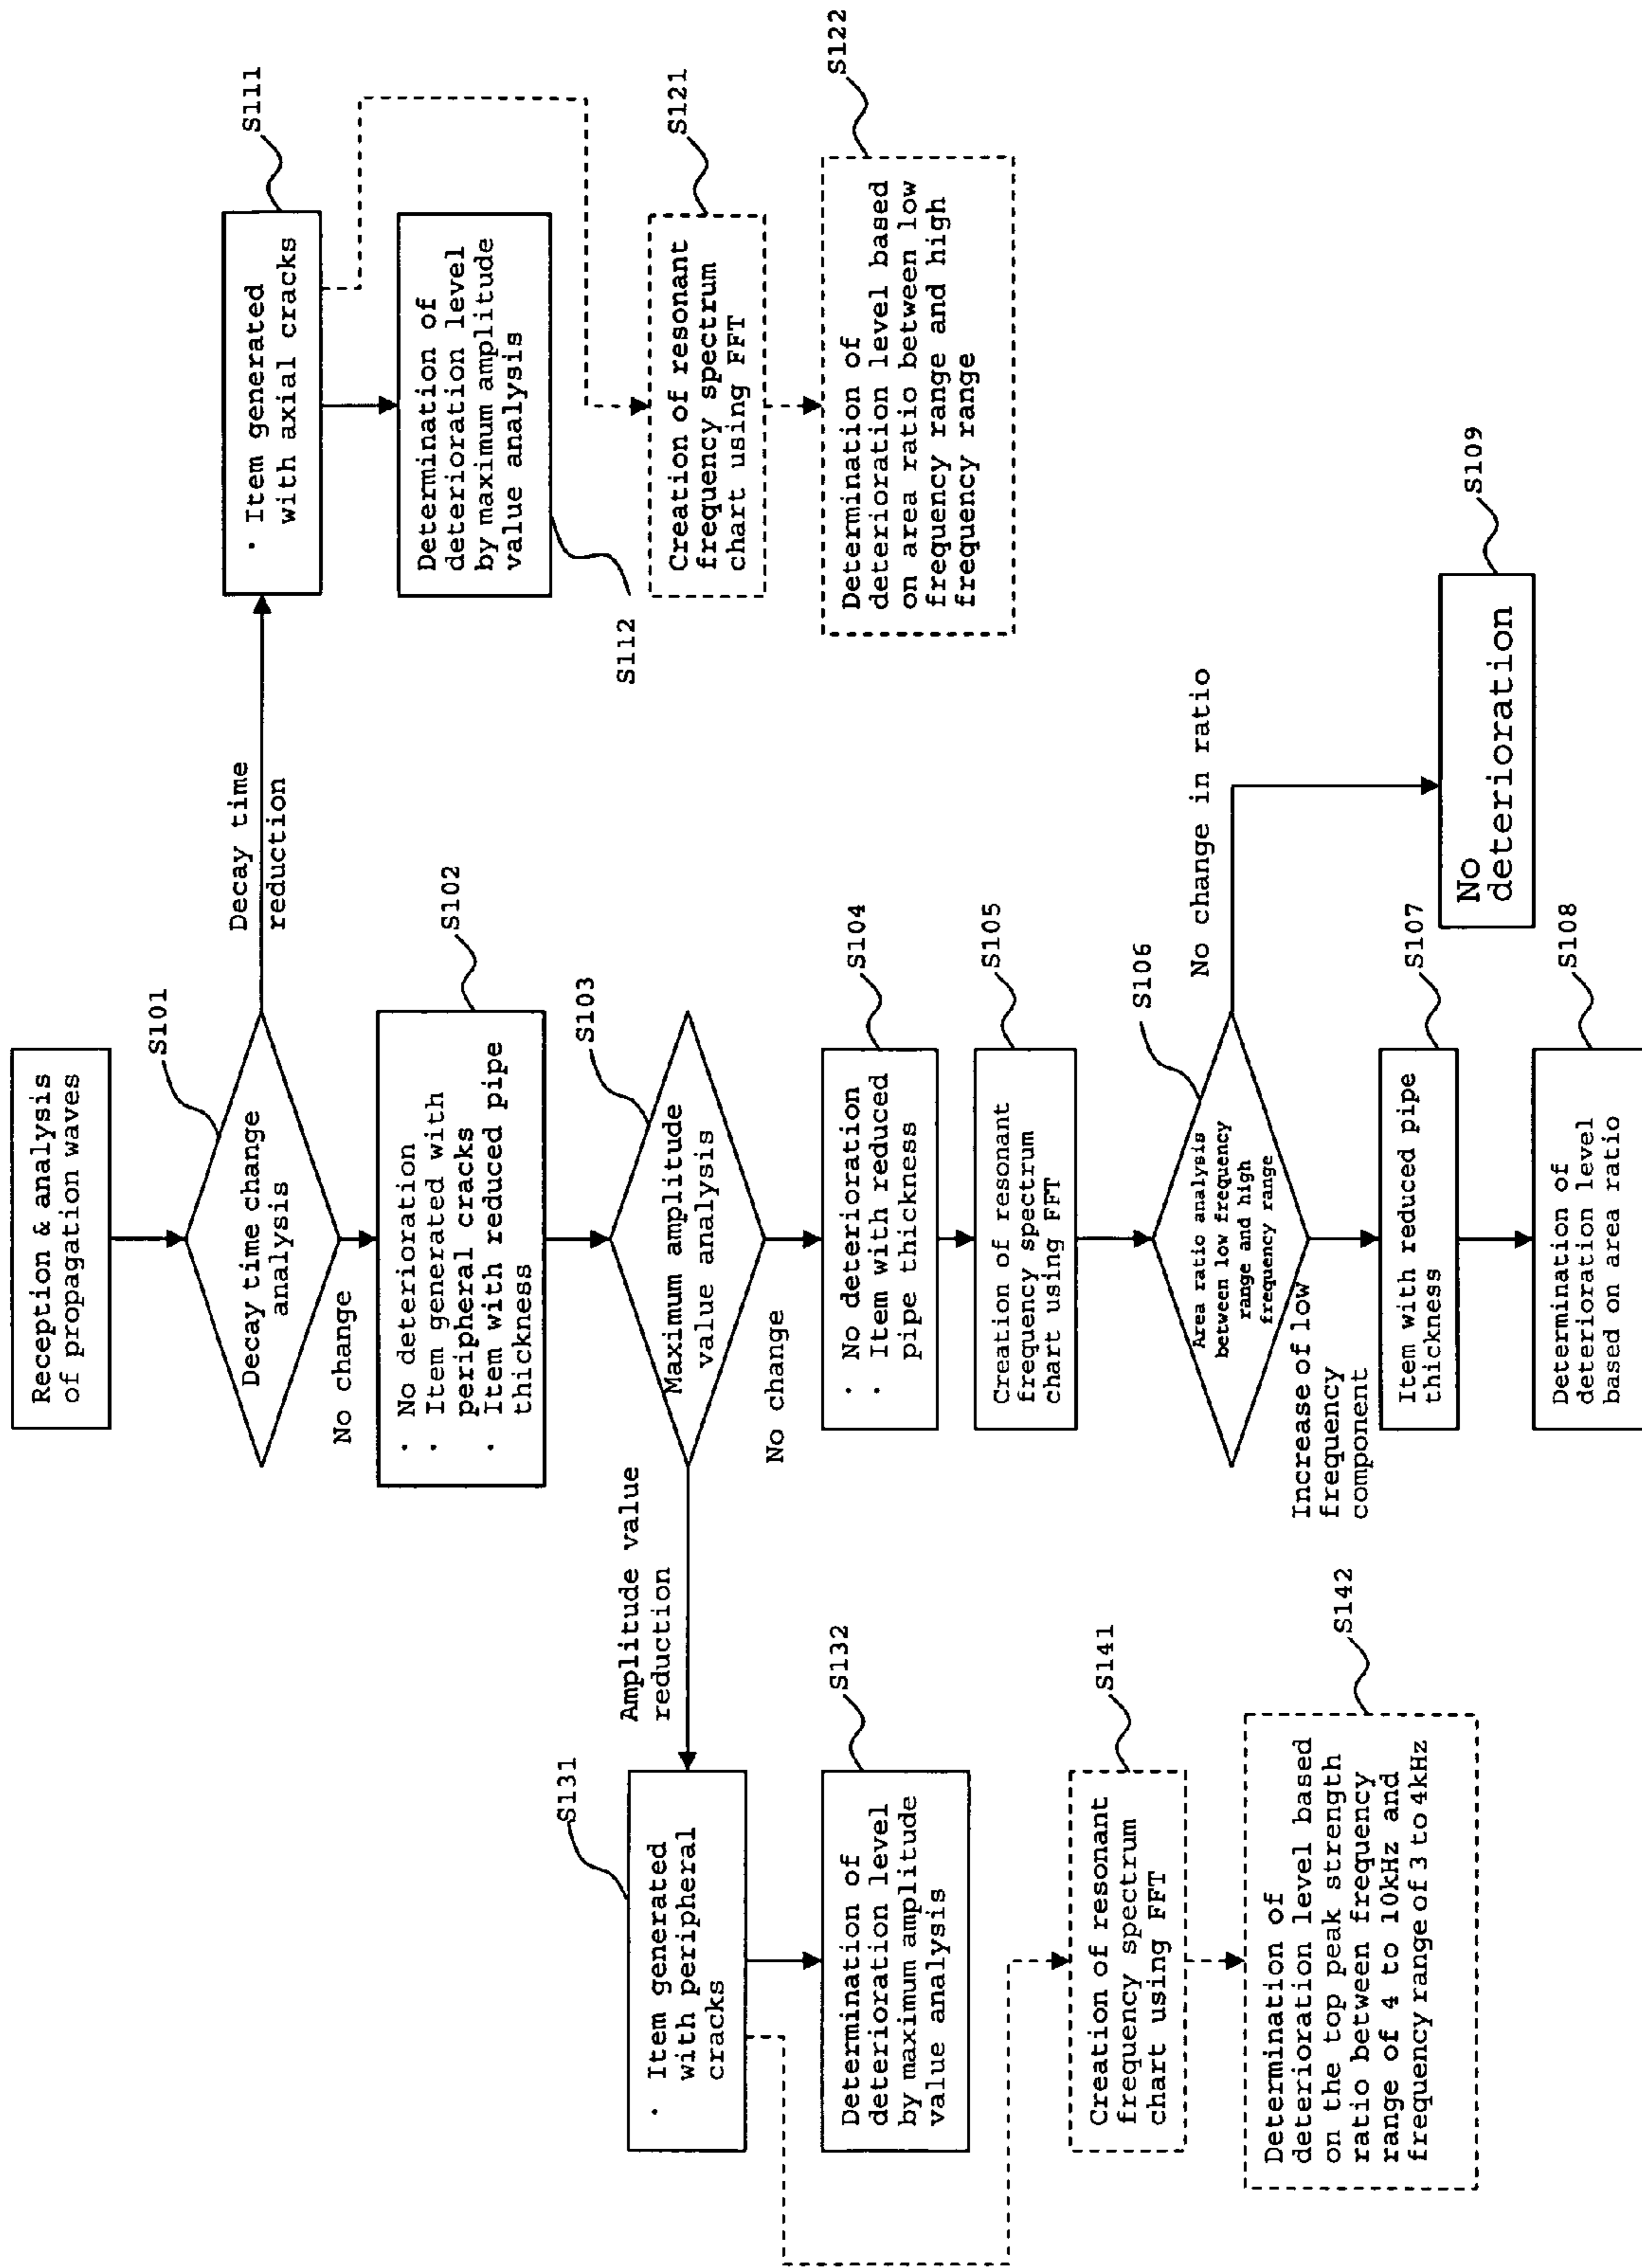 Reception & analysis
of propagation waves
S101
Decay time change
analysis
Decay time
reduction
S111
· Item generated
with axial cracks
Determination of
deterioration level
by maximum amplitude
value analysis
S112
S121
Creation of resonant
frequency spectrum
chart using FFT
S122
Determination of
deterioration level based
on area ratio between low
frequency range and high
frequency range
No change
S102
· No deterioration
· Item generated with
peripheral cracks
· Item with reduced pipe
thickness
S103
Maximum amplitude
value analysis
Amplitude value
reduction
S131
· Item generated
with peripheral
cracks
S132
Determination of
deterioration level
by maximum amplitude
value analysis
S141
Creation of resonant
frequency spectrum
chart using FFT
S142
Determination of
deterioration level based
on the top peak strength
ratio between frequency
range of 4 to 10kHz and
frequency range of 3 to 4kHz
No change
S104
· No deterioration
· Item with reduced
pipe thickness
S105
Creation of resonant
frequency spectrum
chart using FFT
S106
Area ratio analysis
between low frequency
range and high
frequency range
No change in ratio
S109
No
deterioration
Increase of low
frequency
component
S107
Item with reduced pipe
thickness
S108
Determination of
deterioration level
based on area ratio